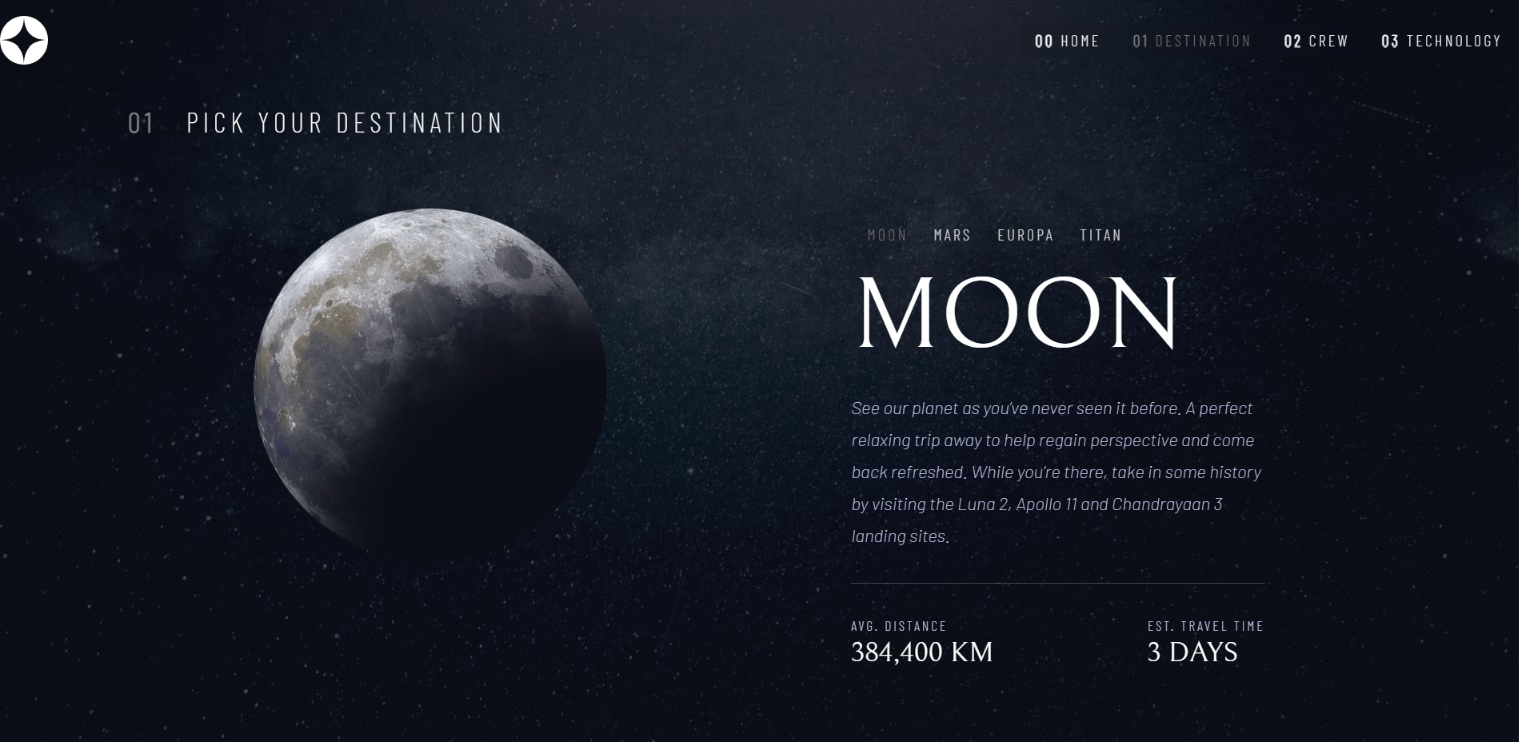 00 HOME 01 DESTINATION 02 CREW 03 TECHNOLOGY
01 PICK YOUR DESTINATION
MOON MARS EUROPA TITAN
MOON
See our planet as you’ve never seen it before. A perfect
relaxing trip away to help regain perspective and come
back refreshed. While you’re there, take in some history
by visiting the Luna 2, Apollo 11 and Chandrayaan 3
landing sites.
AVG. DISTANCE EST. TRAVEL TIME
384,400 KM 3 DAYS